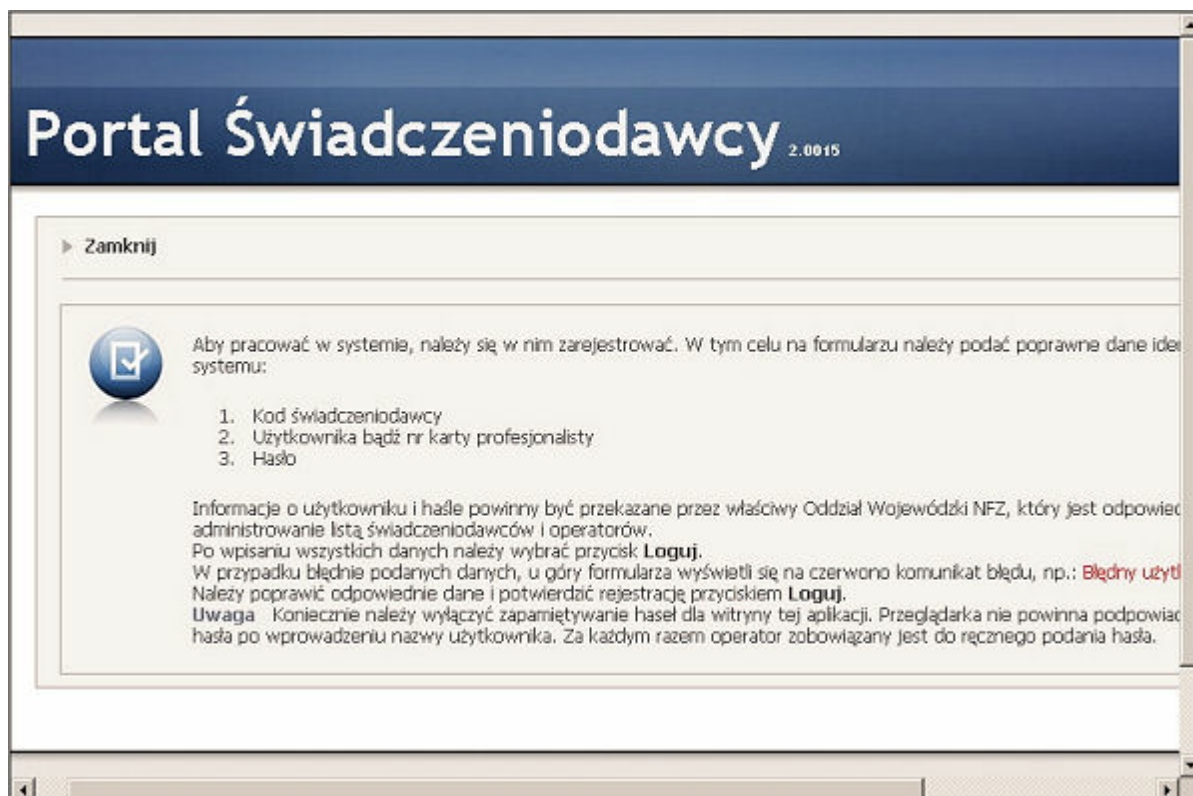 Portal Świadczeniodawcy 2.0015
Zamknij
Aby pracować w systemie, należy się w nim zarejestrować. W tym celu na formularzu należy podać poprawne dane
systemu:
1. Kod świadczeniodawcy
2. Użytkownika bądź nr karty profesjonalisty
3. Hasło
Informacje o użytkowniku i haśle powinny być przekazane przez właściwy Oddział Wojewódzki NFZ, który jest
administrowanie listą świadczeniodawców i operatorów.
Po wpisaniu wszystkich danych należy wybrać przycisk Loguj.
W przypadku błędnie podanych danych, u góry formularza wyświetli się na czerwono komunikat błędu, np.: Błędny
Należy poprawić odpowiednie dane i potwierdzić rejestrację przyciskiem Loguj.
Uwaga Koniecznie należy wyłączyć zapamiętywanie haseł dla witryny tej aplikacji. Przeglądarka nie powinna
hasła po wprowadzeniu nazwy użytkownika. Za każdym razem operator zobowiązany jest do ręcznego podania hasła.